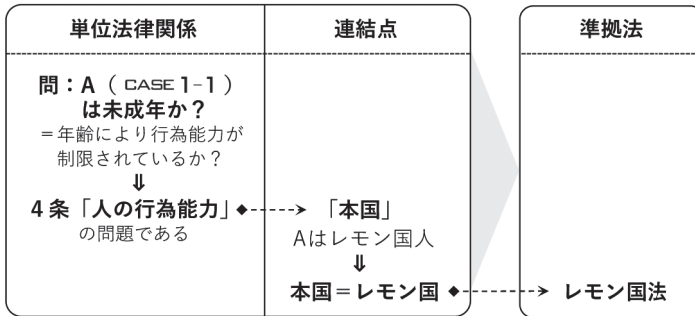 単位法律関係
連結点
準拠法
問：A（CASE 1-1）
は未成年か？
＝年齢により行為能力が
制限されているか？
⇓
4条「人の行為能力」
の問題である
「本国」
Aはレモン国人
⇓
本国＝レモン国
レモン国法